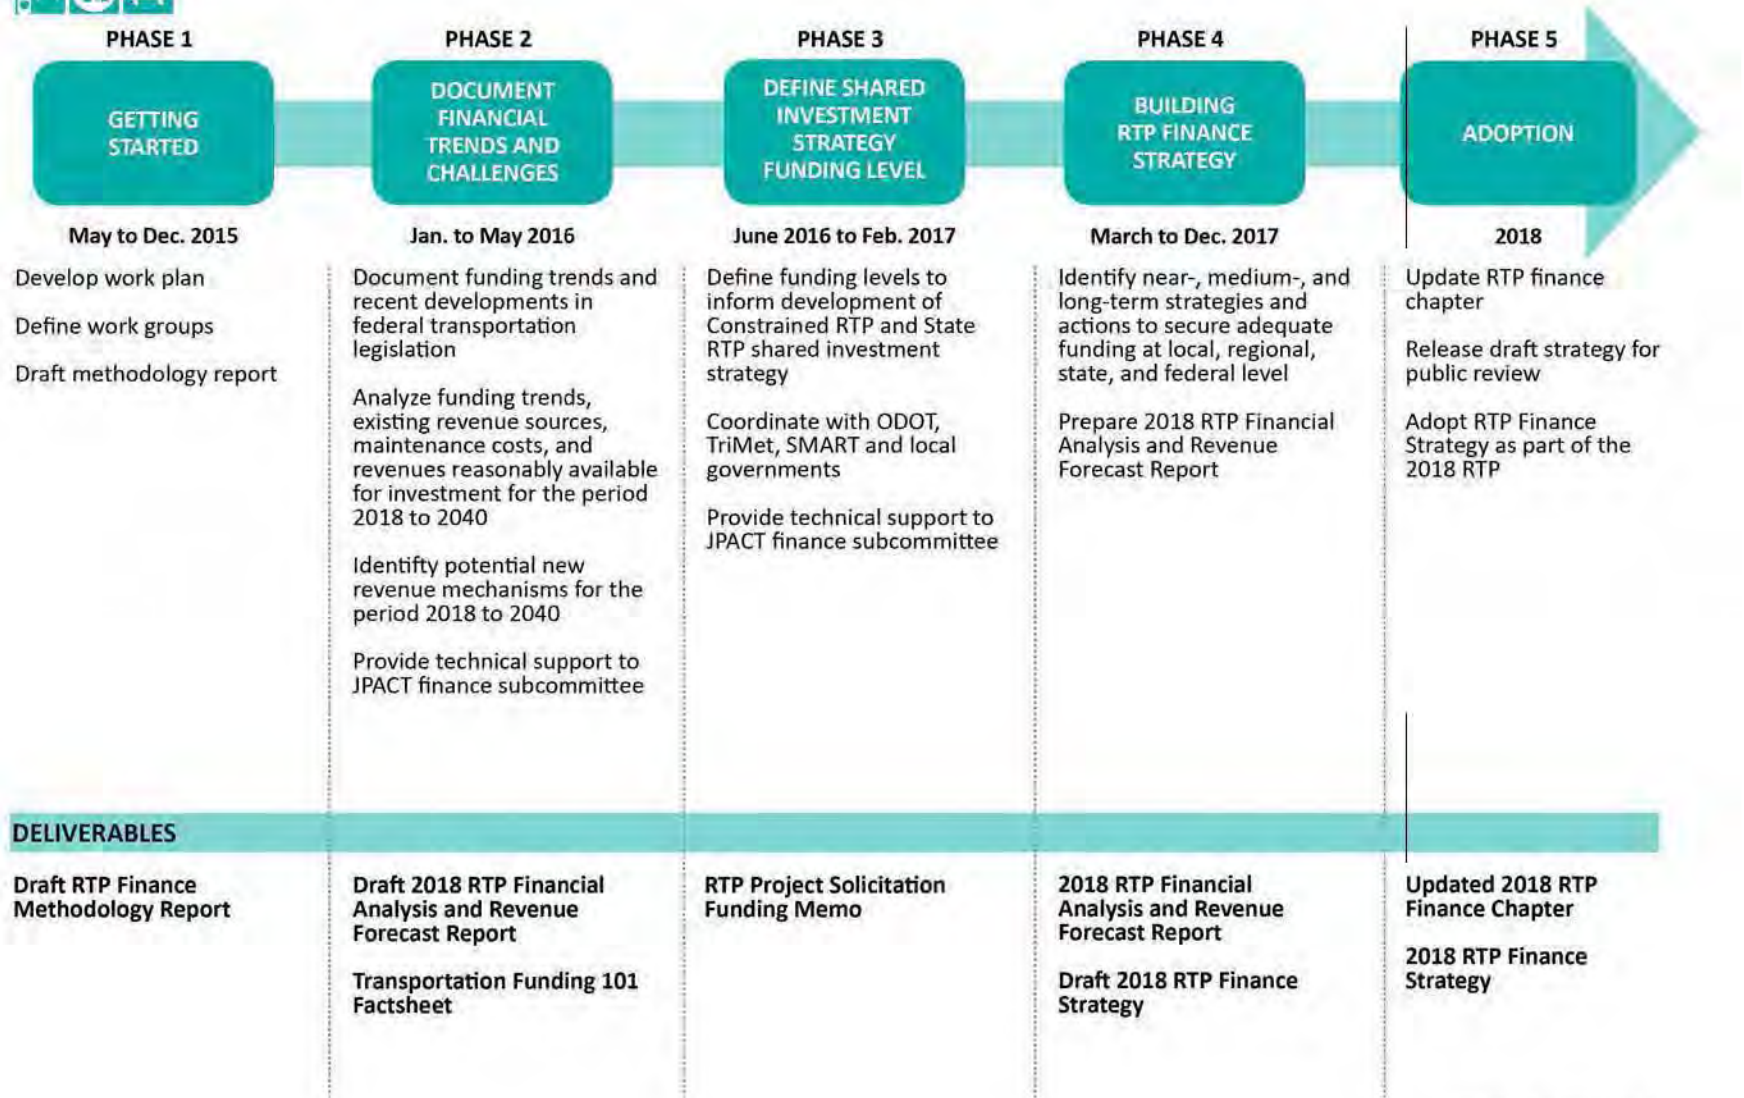 PHASE 1
GETTING
STARTED
May to Dec. 2015
Develop work plan
Define work groups
Draft methodology report
PHASE 2
DOCUMENT
FINANCIAL
TRENDS AND
CHALLENGES
Jan. to May 2016
Document funding trends and
recent developments in
federal transportation
legislation
Analyze funding trends,
existing revenue sources,
maintenance costs, and
revenues reasonably available
for investment for the period
2018 to 2040
Identifty potential new
revenue mechanisms for the
period 2018 to 2040
Provide technical support to
JPACT finance subcommittee
PHASE 3
DEFINE SHARED
INVESTMENT
STRATEGY
FUNDING LEVEL
June 2016 to Feb. 2017
Define funding levels to
inform development of
Constrained RTP and State
RTP shared investment
strategy
Coordinate with ODOT,
TriMet, SMART and local
governments
Provide technical support to
JPACT finance subcommittee
PHASE 4
BUILDING
RTP FINANCE
STRATEGY
March to Dec. 2017
Identify near-, medium-, and
long-term strategies and
actions to secure adequate
funding at local, regional,
state, and federal level
Prepare 2018 RTP Financial
Analysis and Revenue
Forecast Report
PHASE 5
ADOPTION
2018
Update RTP finance
chapter
Release draft strategy for
public review
Adopt RTP Finance
Strategy as part of the
2018 RTP
DELIVERABLES
Draft RTP Finance
Methodology Report
Draft 2018 RTP Financial
Analysis and Revenue
Forecast Report
Transportation Funding 101
Factsheet
RTP Project Solicitation
Funding Memo
2018 RTP Financial
Analysis and Revenue
Forecast Report
Draft 2018 RTP Finance
Strategy
Updated 2018 RTP
Finance Chapter
2018 RTP Finance
Strategy